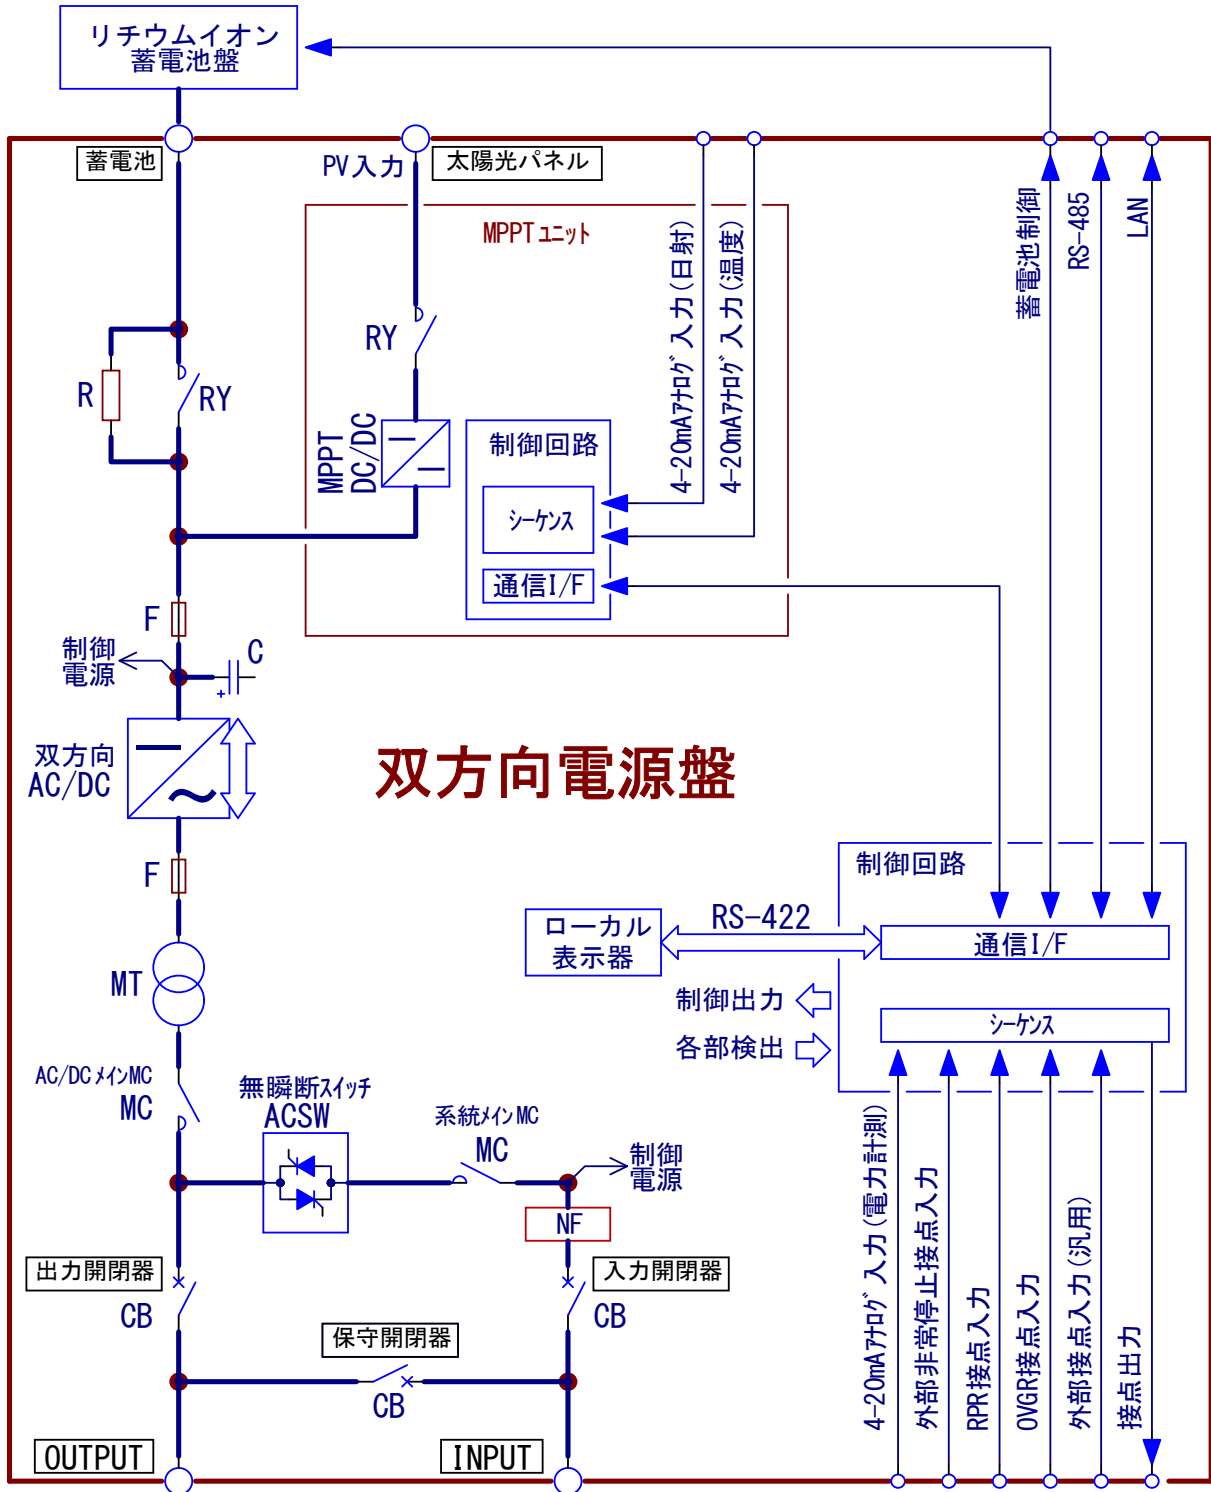 リチウムイオン
蓄電池盤
蓄電池
PV入力
太陽光パネル
MPPTユニット
4-20mAアナログ入力(日射)
4-20mAアナログ入力(温度)
蓄電池制御
RS-485
LAN
R
RY
RY
MPPT
DC/DC
制御回路
シーケンス
通信I/F
F
制御
電源
C
+
双方向
AC/DC
双方向電源盤
F
MT
制御回路
ローカル
表示器
RS-422
通信I/F
制御出力
各部検出
シーケンス
AC/DCメインMC
MC
無瞬断スイッチ
ACSW
系統メインMC
MC
制御
電源
NF
出力開閉器
CB
入力開閉器
CB
保守開閉器
CB
4-20mAアナログ入力(電力計測)
外部非常停止接点入力
RPR接点入力
OVGR接点入力
外部接点入力(汎用)
接点出力
OUTPUT
INPUT